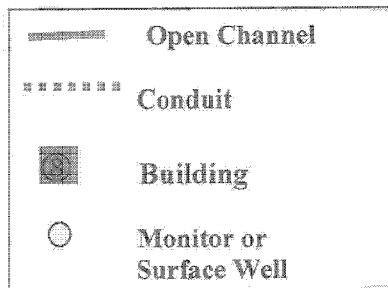 Open Channel
Conduit
Building
Monitor or
Surface Well